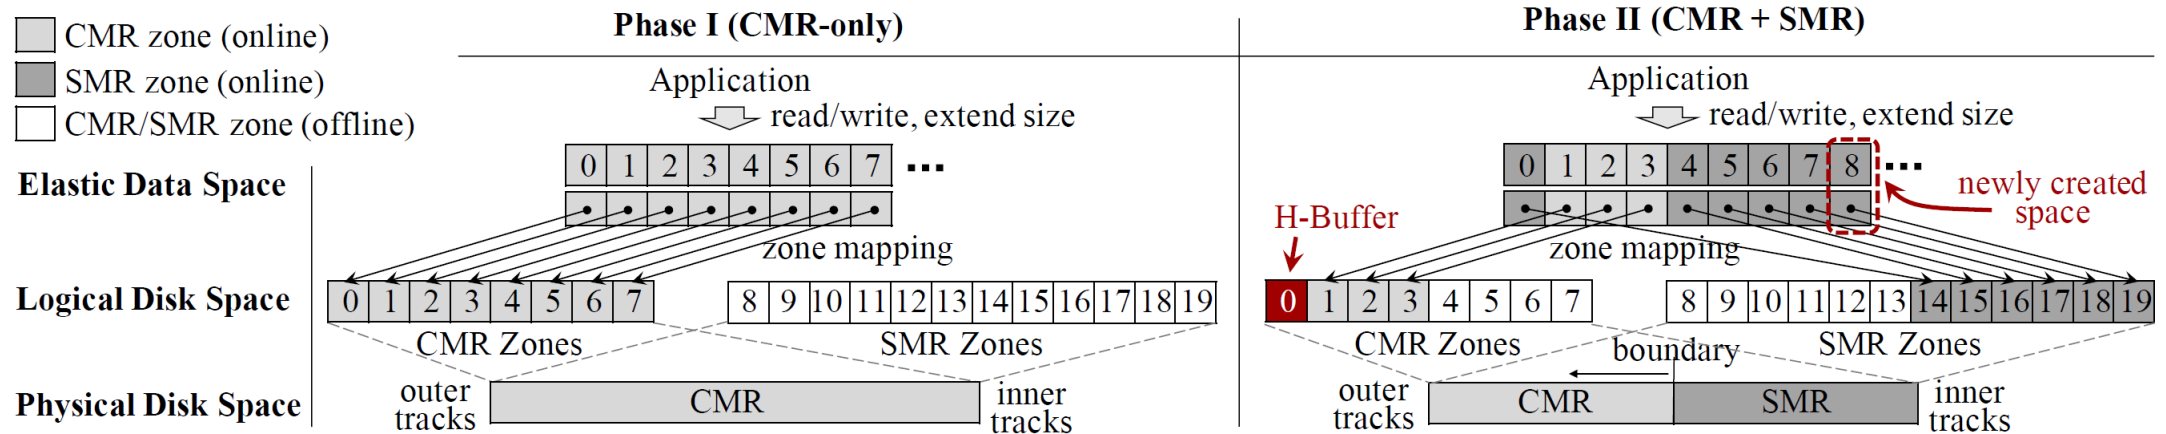 CMR zone (online)
SMR zone (online)
CMR/SMR zone (offline)
Elastic Data Space
Logical Disk Space
Physical Disk Space
Phase I (CMR-only)
Application
read/write, extend size
0 1 2 3 4 5 6 7 ...
zone mapping
0 1 2 3 4 5 6 7
8 9 10 11 12 13 14 15 16 17 18 19
CMR Zones
SMR Zones
outer
tracks
CMR
inner
tracks
Phase II (CMR + SMR)
Application
read/write, extend size
0 1 2 3 4 5 6 7 8 ...
newly created
space
H-Buffer
zone mapping
0 1 2 3 4 5 6 7
8 9 10 11 12 13 14 15 16 17 18 19
CMR Zones
boundary
SMR Zones
outer
tracks
CMR
SMR
inner
tracks